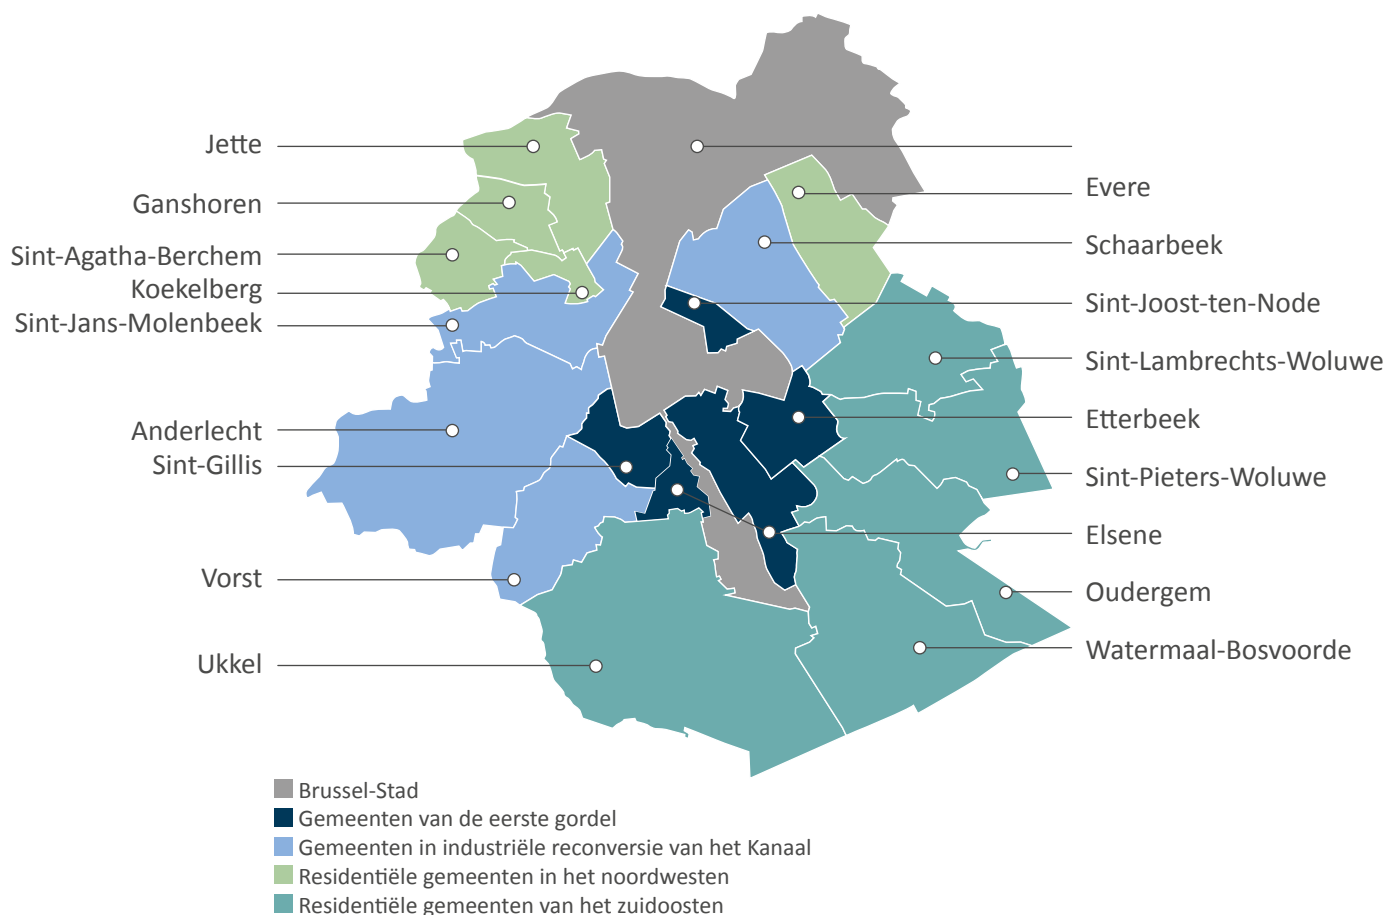 Jette
Ganshoren
Sint-Agatha-Berchem
Koekelberg
Sint-Jans-Molenbeek
Anderlecht
Sint-Gillis
Vorst
Ukkel
Evere
Schaarbeek
Sint-Joost-ten-Node
Sint-Lambrechts-Woluwe
Etterbeek
Sint-Pieters-Woluwe
Elsene
Oudergem
Watermaal-Bosvoorde
Brussel-Stad
Gemeenten van de eerste gordel
Gemeenten in industriële reconversie van het Kanaal
Residentiële gemeenten in het noordwesten
Residentiële gemeenten van het zuidoosten